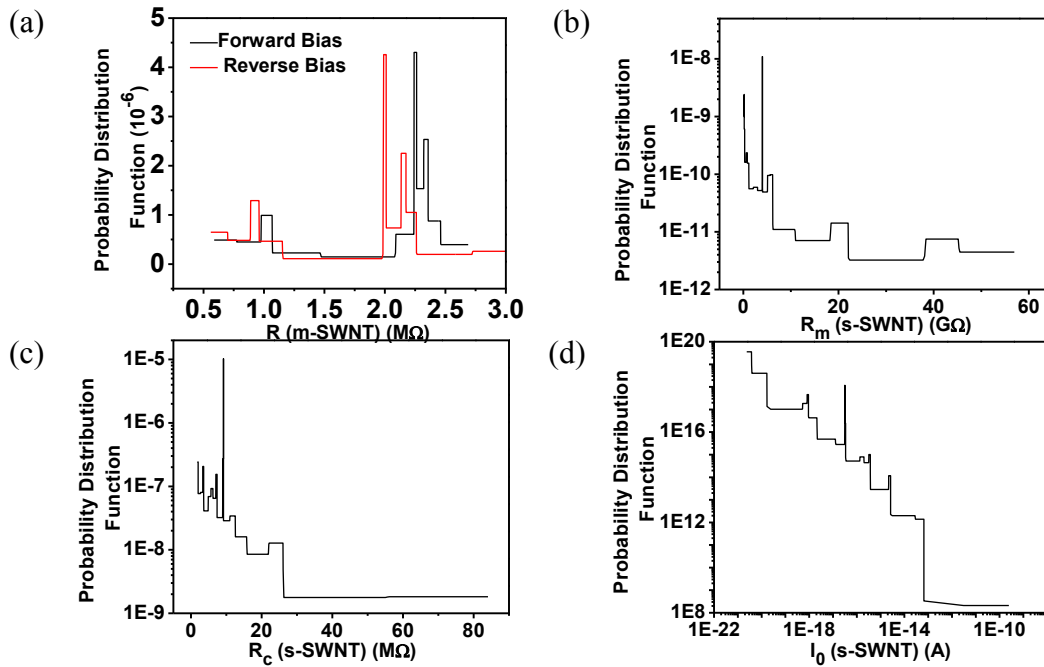 (a)
Forward Bias
Reverse Bias
Probability Distribution
Function (10⁻⁶)
5
4
3
2
1
0
0.5 1.0 1.5 2.0 2.5 3.0
R (m-SWNT) (MΩ)
(b)
Probability Distribution
Function
1E-8
1E-9
1E-10
1E-11
1E-12
0 20 40 60
Rₘ (s-SWNT) (GΩ)
(c)
Probability Distribution
Function
1E-5
1E-6
1E-7
1E-8
1E-9
0 20 40 60 80
R_c (s-SWNT) (MΩ)
(d)
Probability Distribution
Function
1E20
1E16
1E12
1E8
1E-22 1E-18 1E-14 1E-10
I₀ (s-SWNT) (A)